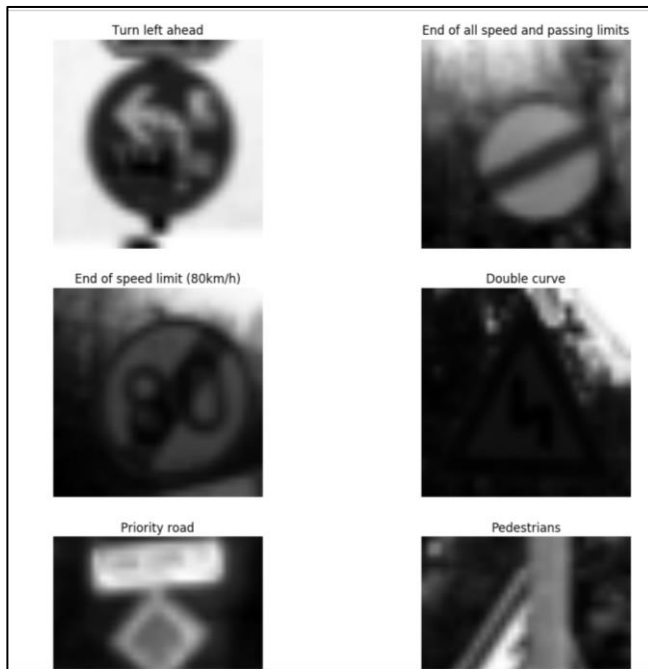 Turn left ahead
End of all speed and passing limits
End of speed limit (80km/h)
80
Double curve
Priority road
Pedestrians